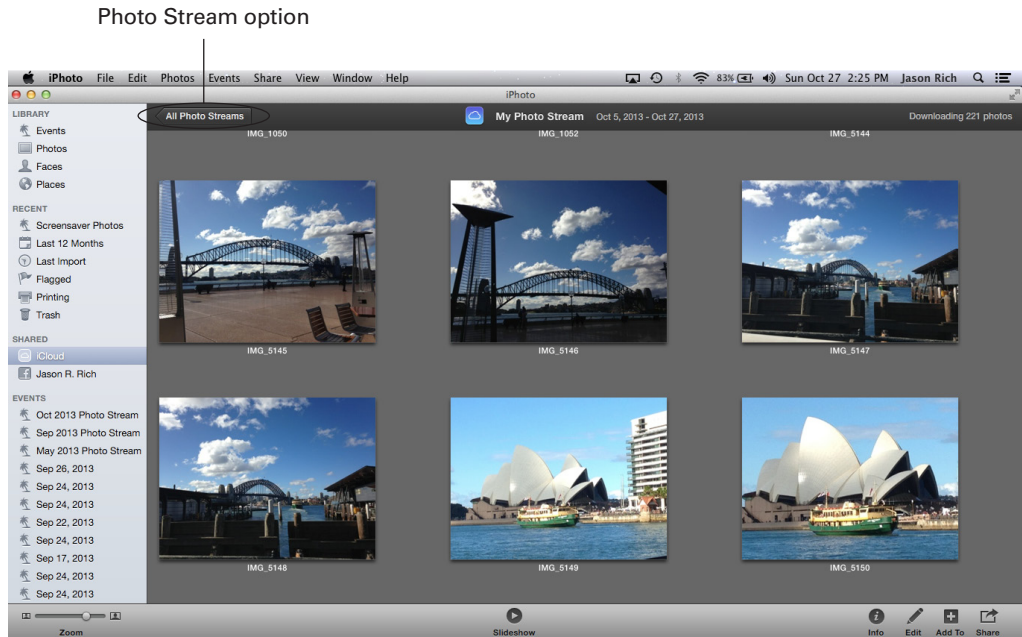 Photo Stream option
iPhoto File Edit Photos Events Share View Window Help 83% Sun Oct 27 2:25 PM Jason Rich
iPhoto
LIBRARY
Events
Photos
Faces
Places
RECENT
Screensaver Photos
Last 12 Months
Last Import
Flagged
Printing
Trash
SHARED
iCloud
Jason R. Rich
EVENTS
Oct 2013 Photo Stream
Sep 2013 Photo Stream
May 2013 Photo Stream
Sep 26, 2013
Sep 24, 2013
Sep 24, 2013
Sep 22, 2013
Sep 24, 2013
Sep 17, 2013
Sep 24, 2013
Sep 24, 2013
All Photo Streams My Photo Stream Oct 5, 2013 - Oct 27, 2013 Downloading 221 photos
IMG_1050 IMG_1052 IMG_5144
IMG_5145 IMG_5146 IMG_5147
IMG_5148 IMG_5149 IMG_5150
Zoom Slideshow Info Edit Add To Share